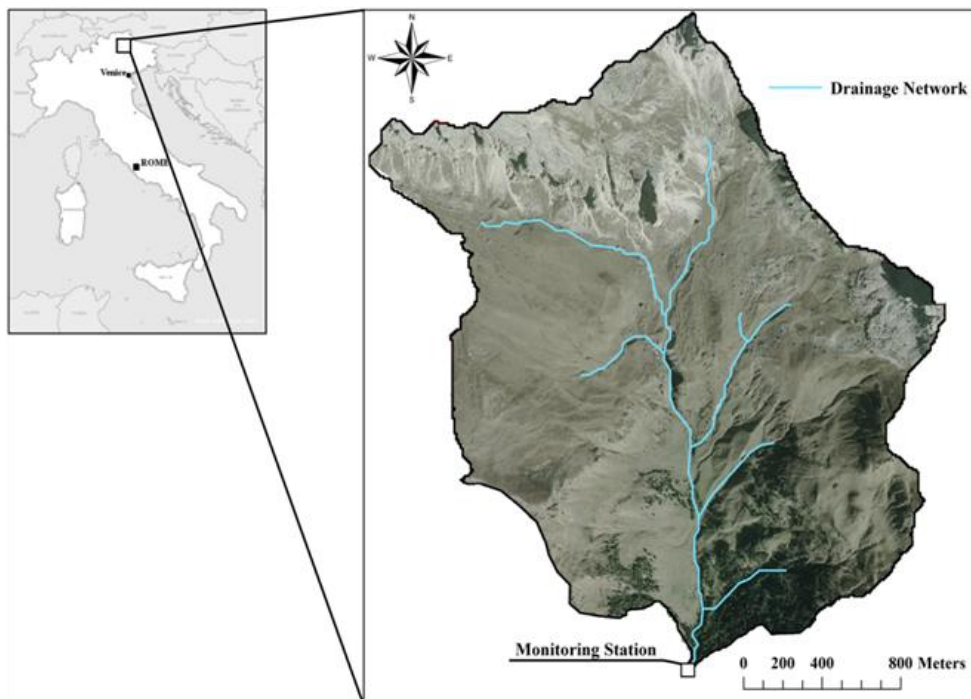 Venice
ROME
N
W
E
S
Drainage Network
Monitoring Station
0 200 400 800 Meters